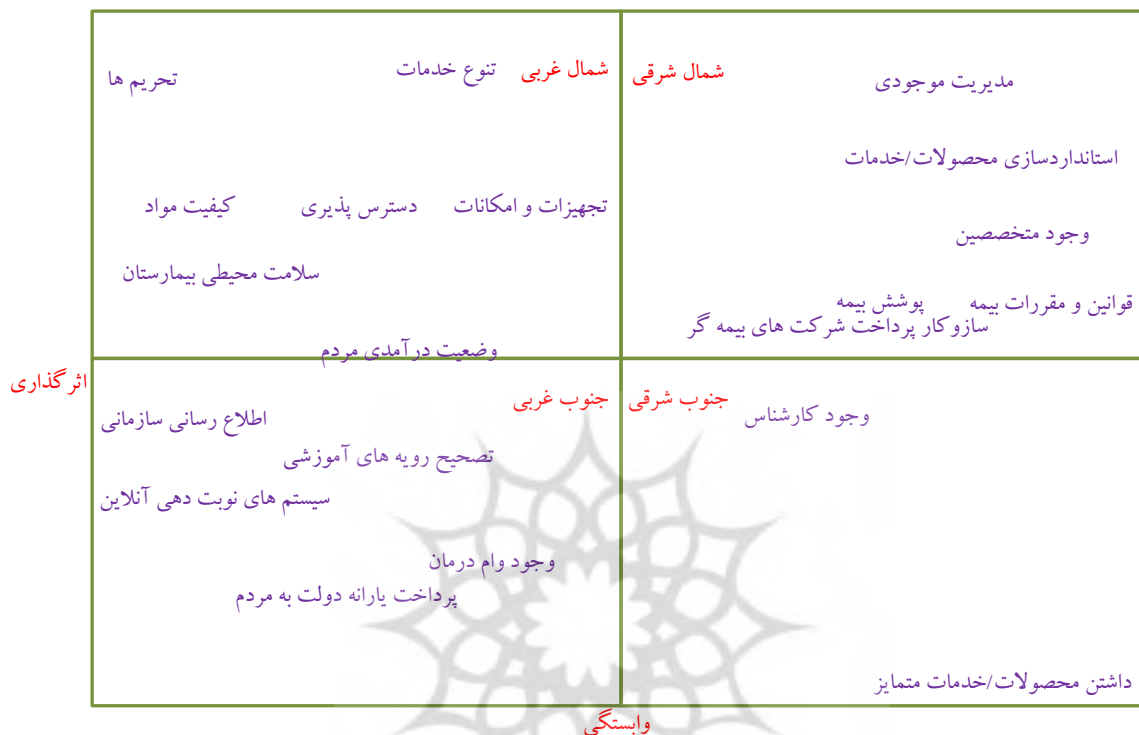 مدیریت موجودی
شمال شرقی
شمال غربی
تنوع خدمات
تحریم ها
استانداردسازی محصولات/خدمات
تجهیزات و امکانات
دسترس پذیری
کیفیت مواد
وجود متخصصین
سلامت محیطی بیمارستان
قوانین و مقررات بیمه
پوشش بیمه
سازوکار پرداخت شرکت های بیمه گر
وضعیت درآمدی مردم
اثرگذاری
وجود کارشناس
جنوب شرقی
جنوب غربی
اطلاع رسانی سازمانی
تصحیح رویه های آموزشی
سیستم های نوبت دهی آنلاین
وجود وام درمان
پرداخت یارانه دولت به مردم
داشتن محصولات/خدمات متمایز
وابستگی